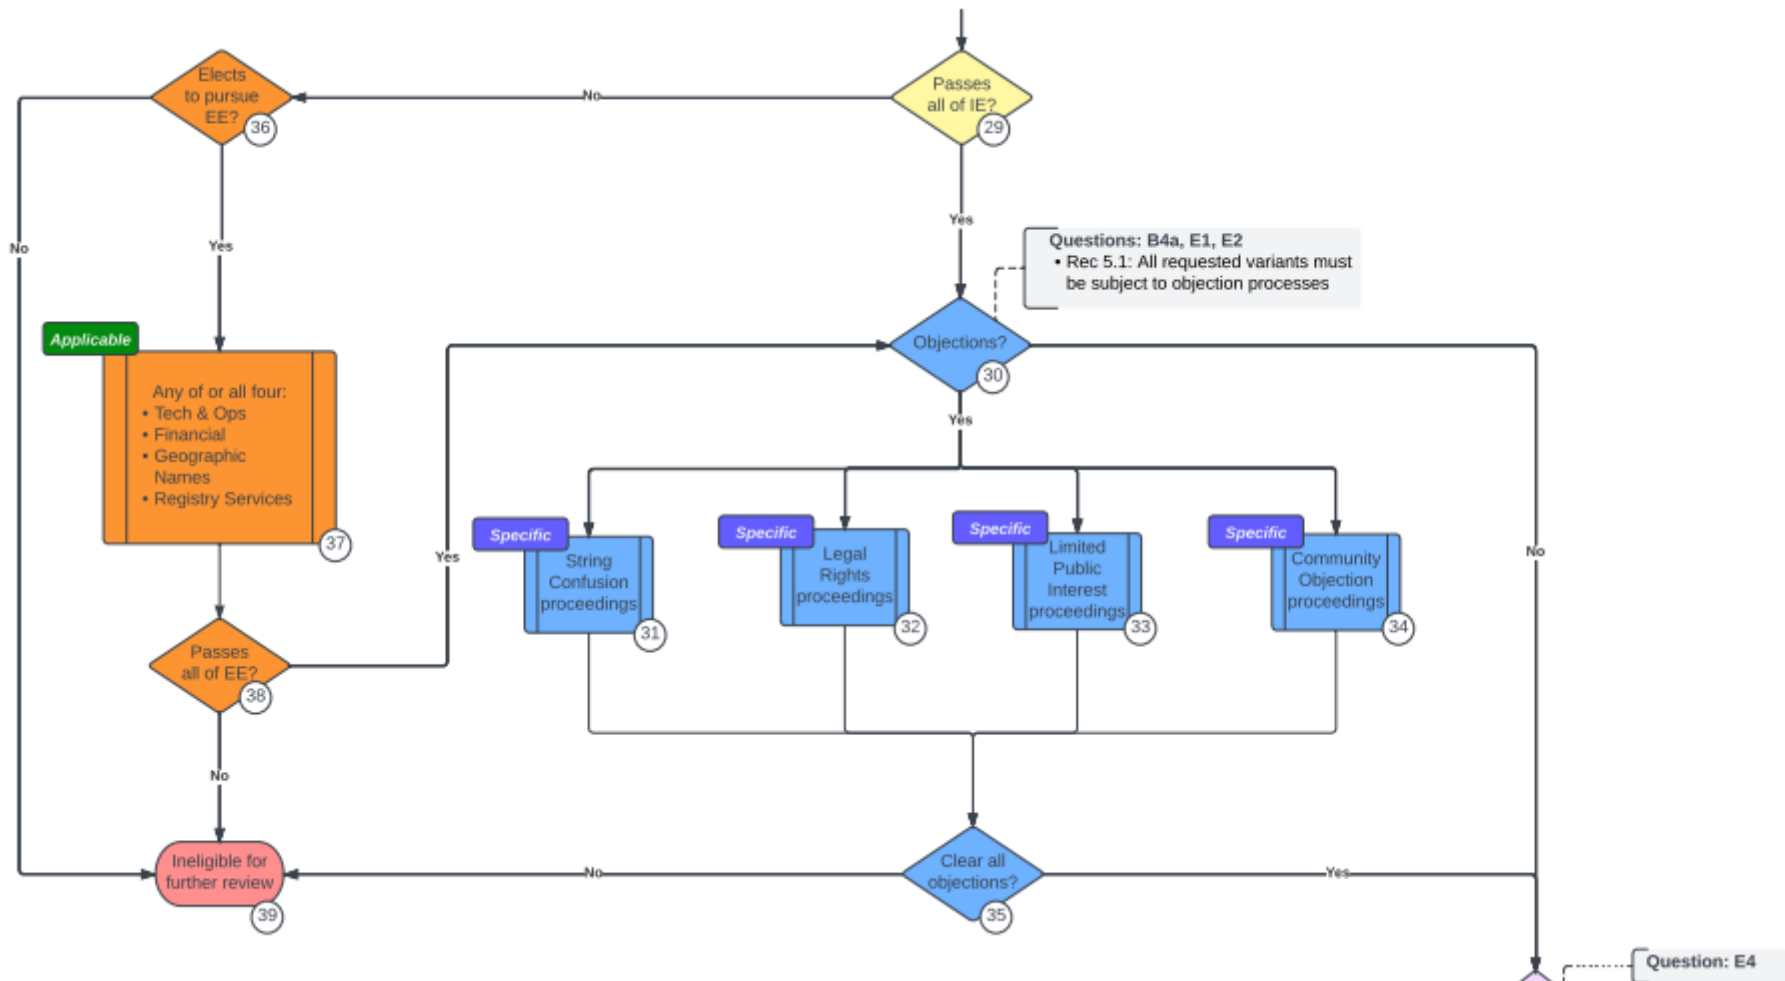 Elects
to pursue
EE?
36
No
Passes
all of IE?
29
No
Yes
Yes
Questions: B4a, E1, E2
• Rec 5.1: All requested variants must
be subject to objection processes
Applicable
Any of or all four:
• Tech & Ops
• Financial
• Geographic
Names
• Registry Services
37
Objections?
30
Yes
No
Yes
Specific
String
Confusion
proceedings
31
Specific
Legal
Rights
proceedings
32
Specific
Limited
Public
Interest
proceedings
33
Specific
Community
Objection
proceedings
34
Passes
all of EE?
38
No
Ineligible for
further review
39
No
Clear all
objections?
35
Yes
Question: E4